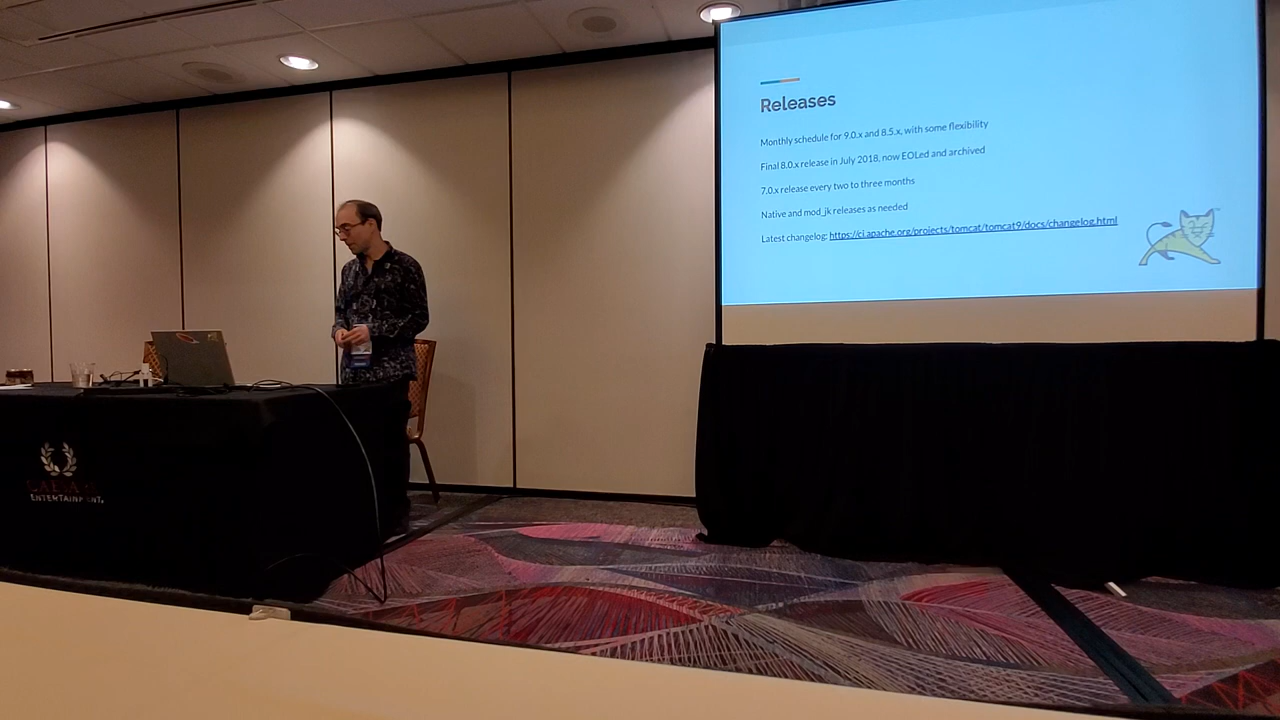 Releases
Monthly schedule for 9.0.x and 8.5.x, with some flexibility
Final 8.0.x release in July 2018, now EOLed and archived
7.0.x release every two to three months
Native and mod_jk releases as needed
Latest changelog: https://ci.apache.org/projects/tomcat/tomcat9/docs/changelog.html
CAESARS
ENTERTAINMENT.